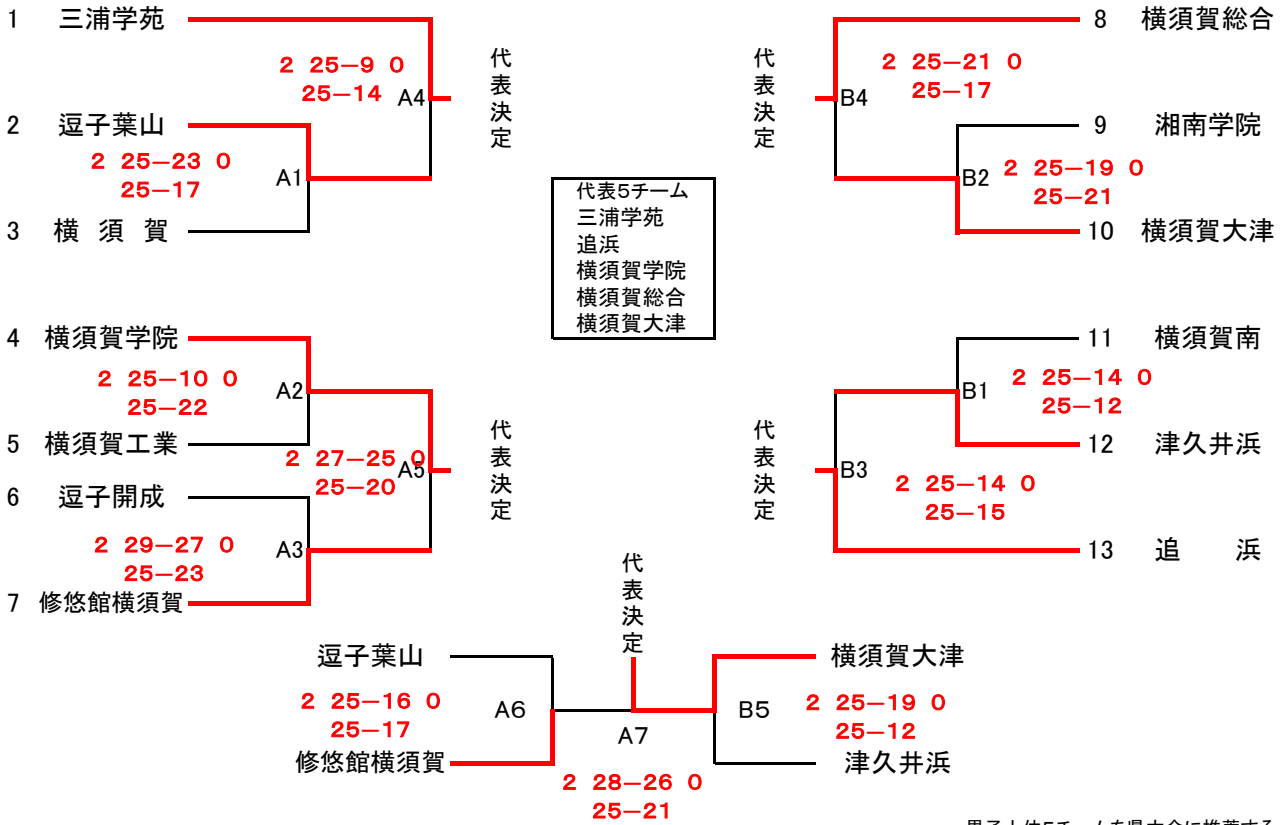 1 三浦学苑
2 25−9 0
25−14
A4
代表決定
2 逗子葉山
2 25−23 0
25−17
A1
3 横須賀
4 横須賀学院
2 25−10 0
25−22
A2
5 横須賀工業
2 27−25 0
25−20
A5
代表決定
6 逗子開成
2 29−27 0
25−23
A3
7 修悠館横須賀
代表5チーム
三浦学苑
追浜
横須賀学院
横須賀総合
横須賀大津
8 横須賀総合
2 25−21 0
25−17
B4
代表決定
9 湘南学院
2 25−19 0
25−21
B2
10 横須賀大津
11 横須賀南
2 25−14 0
25−12
B1
12 津久井浜
代表決定
B3
2 25−14 0
25−15
13 追浜
代表決定
逗子葉山
2 25−16 0
25−17
A6
修悠館横須賀
A7
2 28−26 0
25−21
横須賀大津
B5
2 25−19 0
25−12
津久井浜